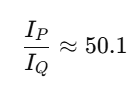 I_P / I_Q ≈ 50.1